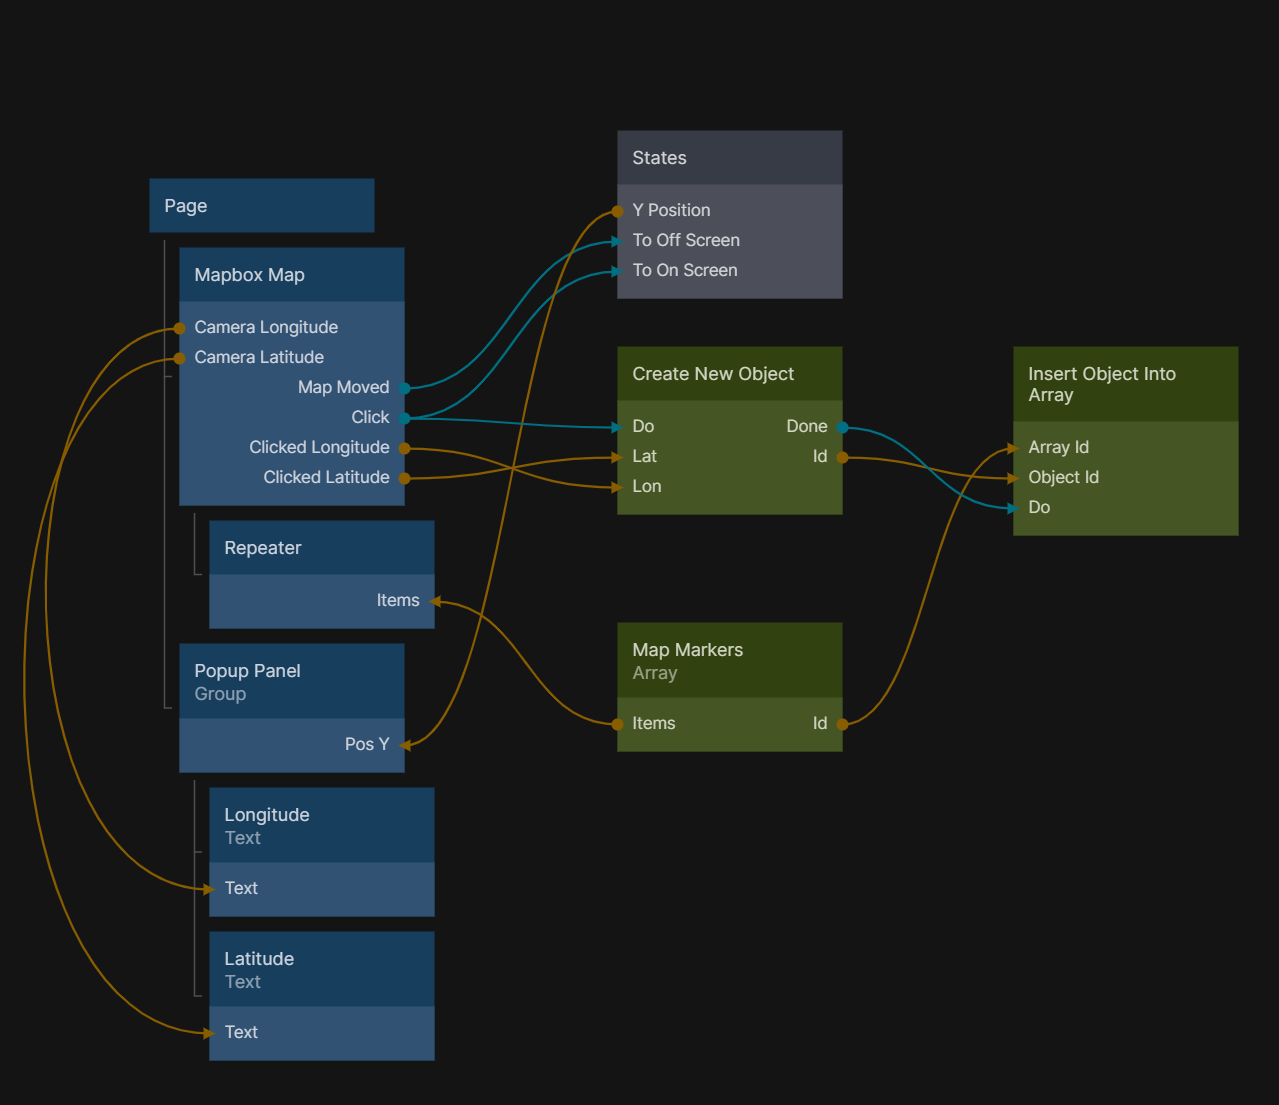 Page
Mapbox Map
Camera Longitude
Camera Latitude
Map Moved
Click
Clicked Longitude
Clicked Latitude
Repeater
Items
Popup Panel
Group
Pos Y
Longitude
Text
Text
Latitude
Text
Text
States
Y Position
To Off Screen
To On Screen
Create New Object
Do Done
Lat Id
Lon
Map Markers
Array
Items Id
Insert Object Into
Array
Array Id
Object Id
Do